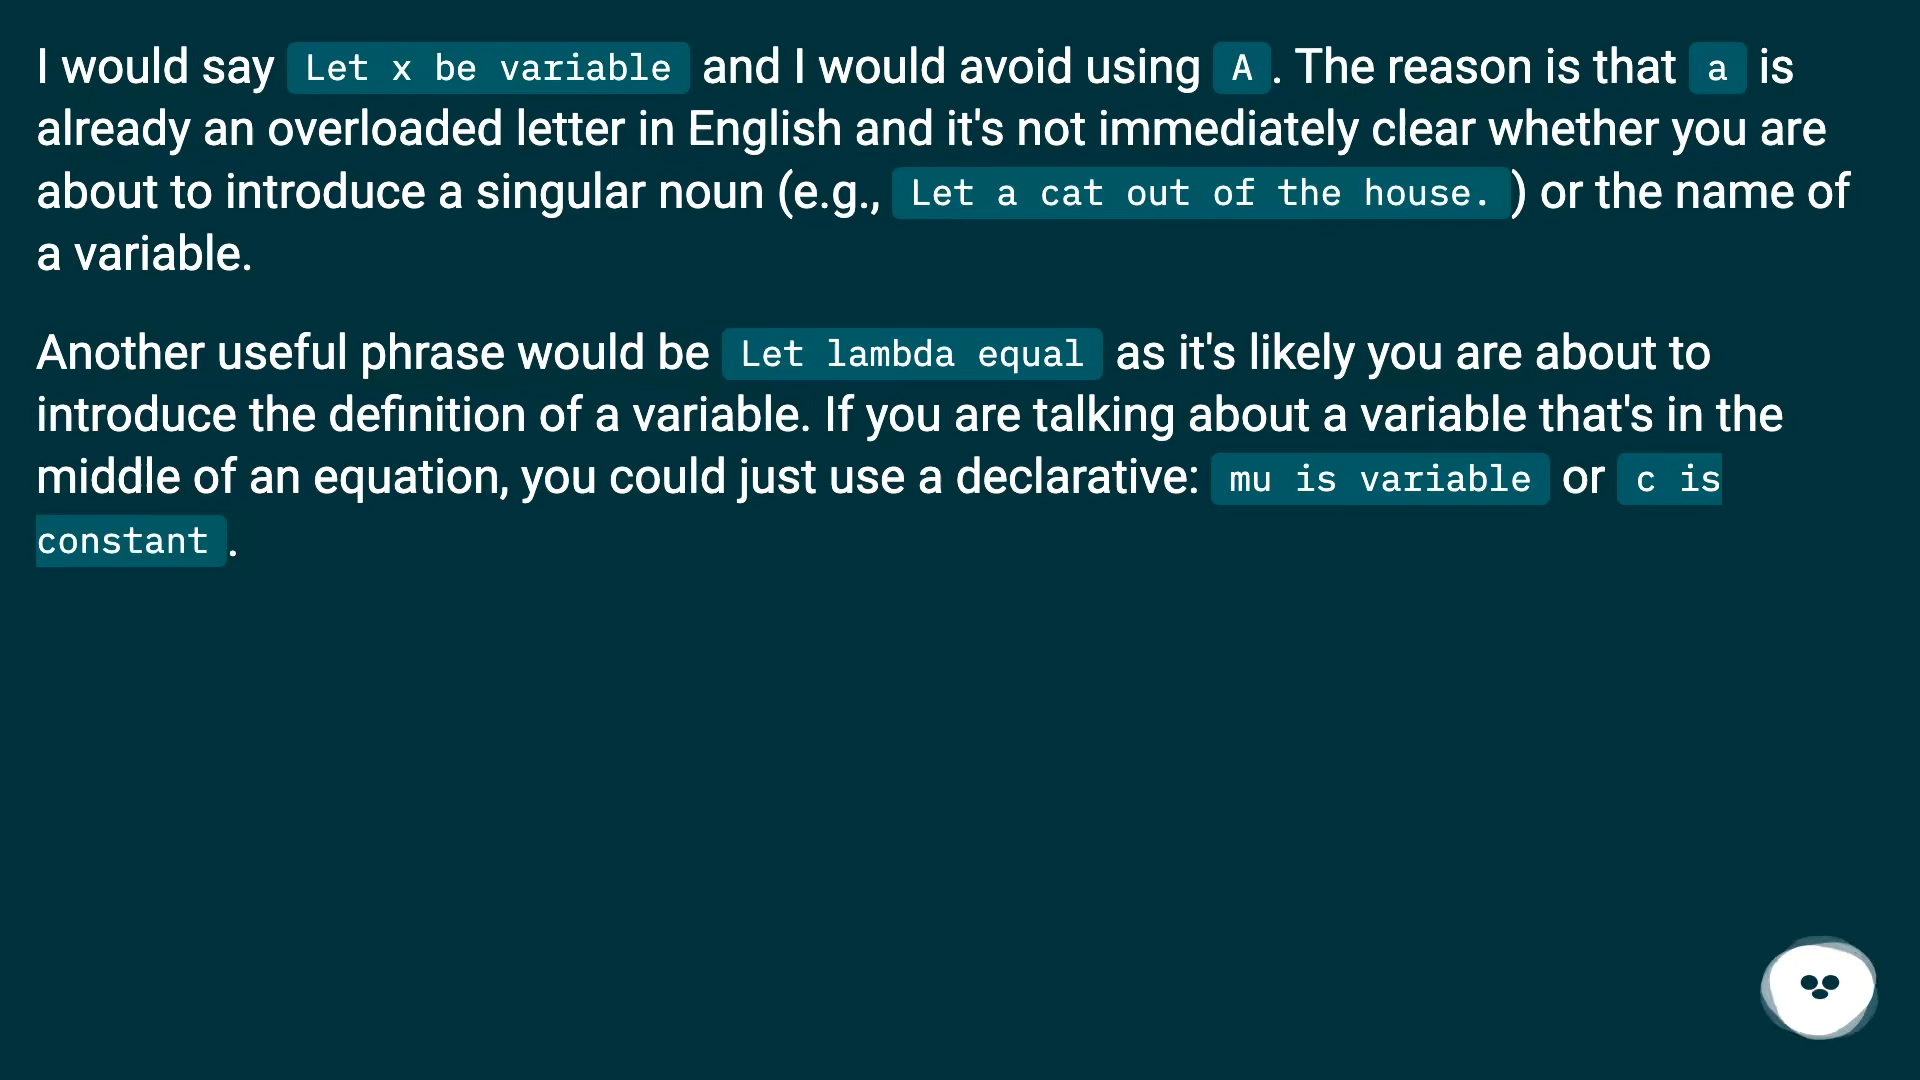 I would say Let x be variable and I would avoid using A. The reason is that a is
already an overloaded letter in English and it's not immediately clear whether you are
about to introduce a singular noun (e.g., Let a cat out of the house.) or the name of
a variable.
Another useful phrase would be Let lambda equal as it's likely you are about to
introduce the definition of a variable. If you are talking about a variable that's in the
middle of an equation, you could just use a declarative: mu is variable or c is
constant.